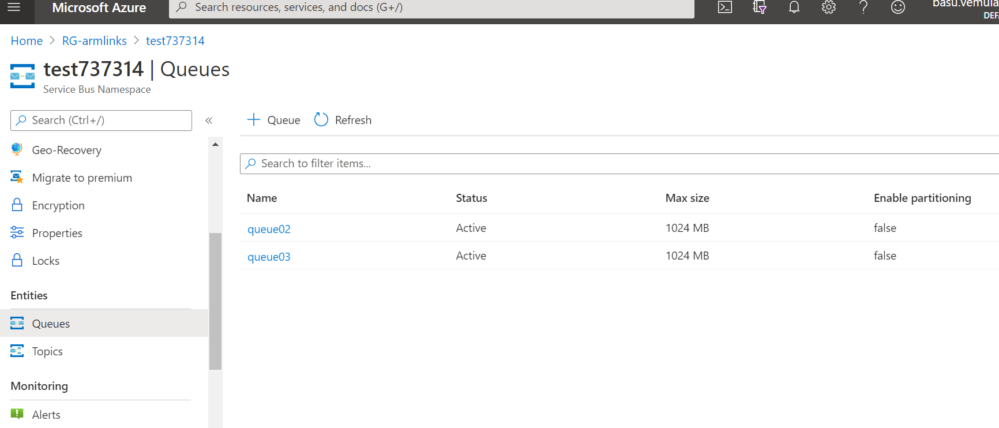 Microsoft Azure
Search resources, services, and docs (G+/)
basu.vemula
DEF
Home > RG-armlinks > test737314
test737314 | Queues
Service Bus Namespace
Search (Ctrl+/)
«
Queue
Refresh
Geo-Recovery
Migrate to premium
Encryption
Properties
Locks
Entities
Queues
Topics
Monitoring
Alerts
Search to filter items...
Name Status Max size Enable partitioning
queue02 Active 1024 MB false
queue03 Active 1024 MB false